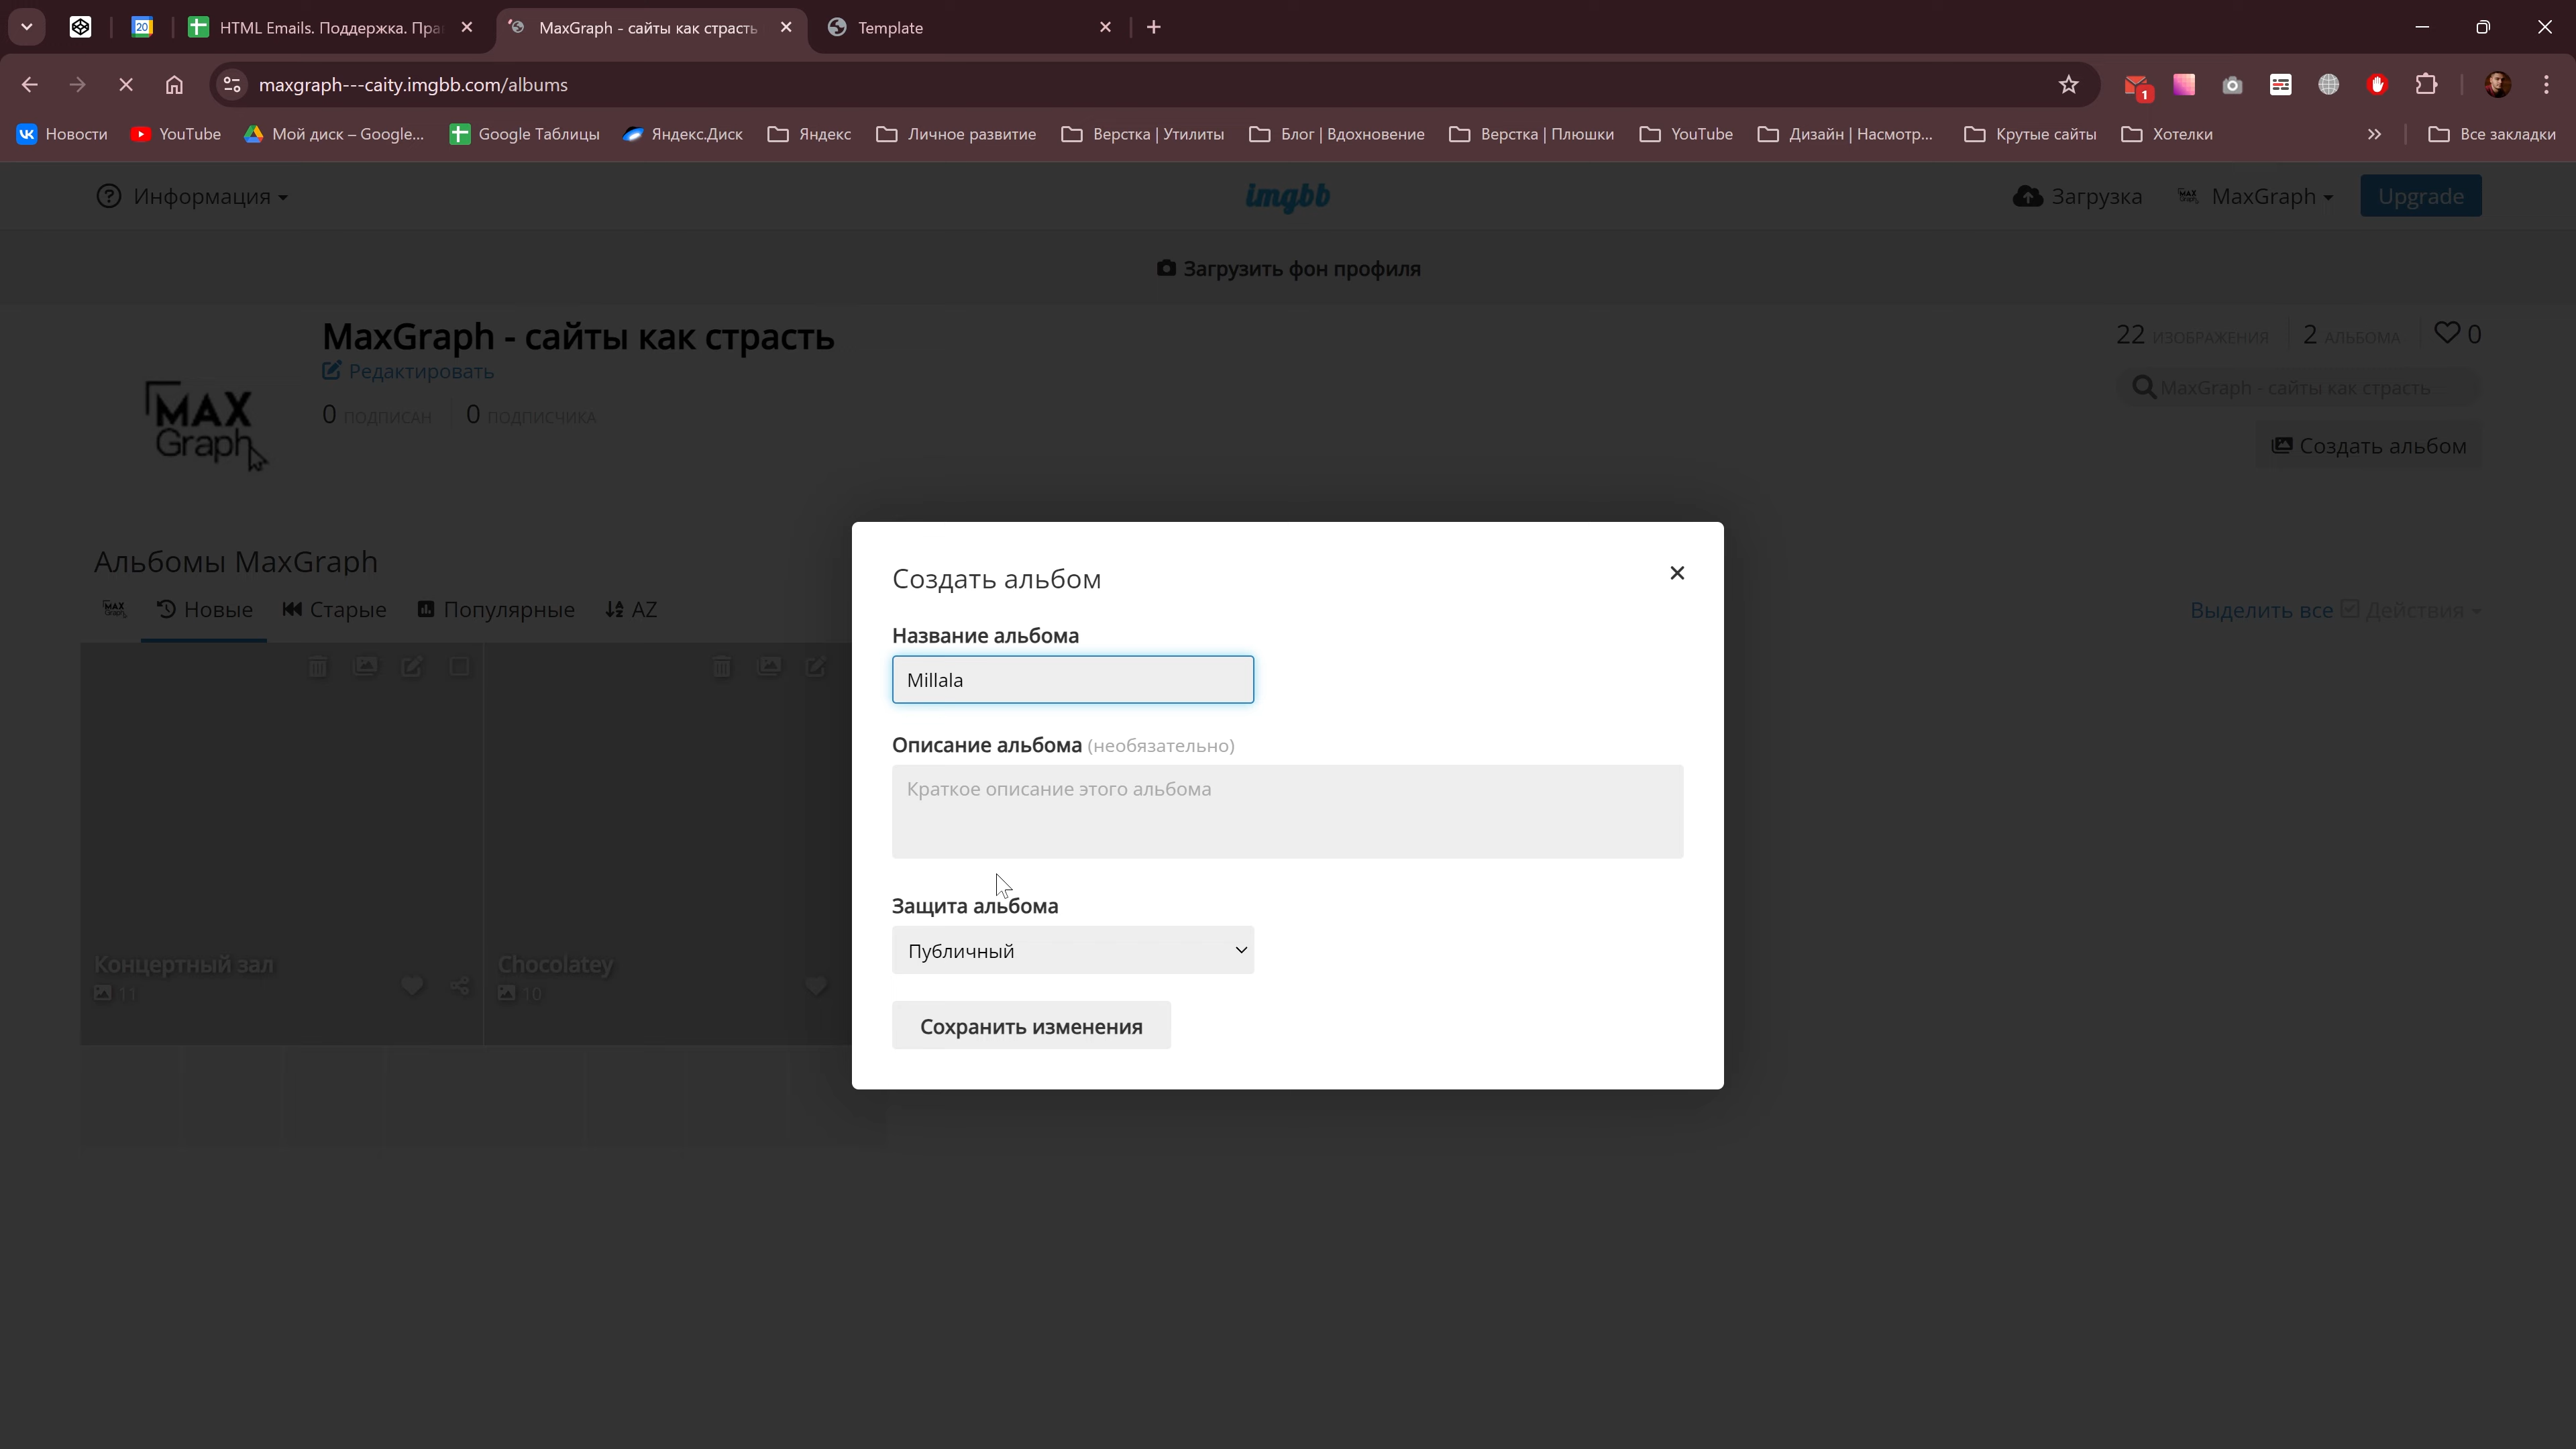 20
HTML Emails. Поддержка. Пра
MaxGraph - сайты как страсть
Template
maxgraph---caity.imgbb.com/albums
1
Новости
YouTube
Мой диск – Google...
Google Таблицы
Яндекс.Диск
Яндекс
Личное развитие
Верстка | Утилиты
Блог | Вдохновение
Верстка | Плюшки
YouTube
Дизайн | Насмотр...
Крутые сайты
Хотелки
Все закладки
Информация
imgbb
Загрузка
MaxGraph
Upgrade
Загрузить фон профиля
MAX
Graph
MaxGraph - сайты как страсть
Редактировать
0 ПОДПИСАН
0 ПОДПИСЧИКА
22 ИЗОБРАЖЕНИЯ
2 АЛЬБОМА
0
MaxGraph - сайты как страсть
Создать альбом
Альбомы MaxGraph
Новые
Старые
Популярные
AZ
Выделить все
Действия
Концертный зал
11
Chocolatey
10
Создать альбом
Название альбома
Millala
Описание альбома (необязательно)
Краткое описание этого альбома
Защита альбома
Публичный
Сохранить изменения